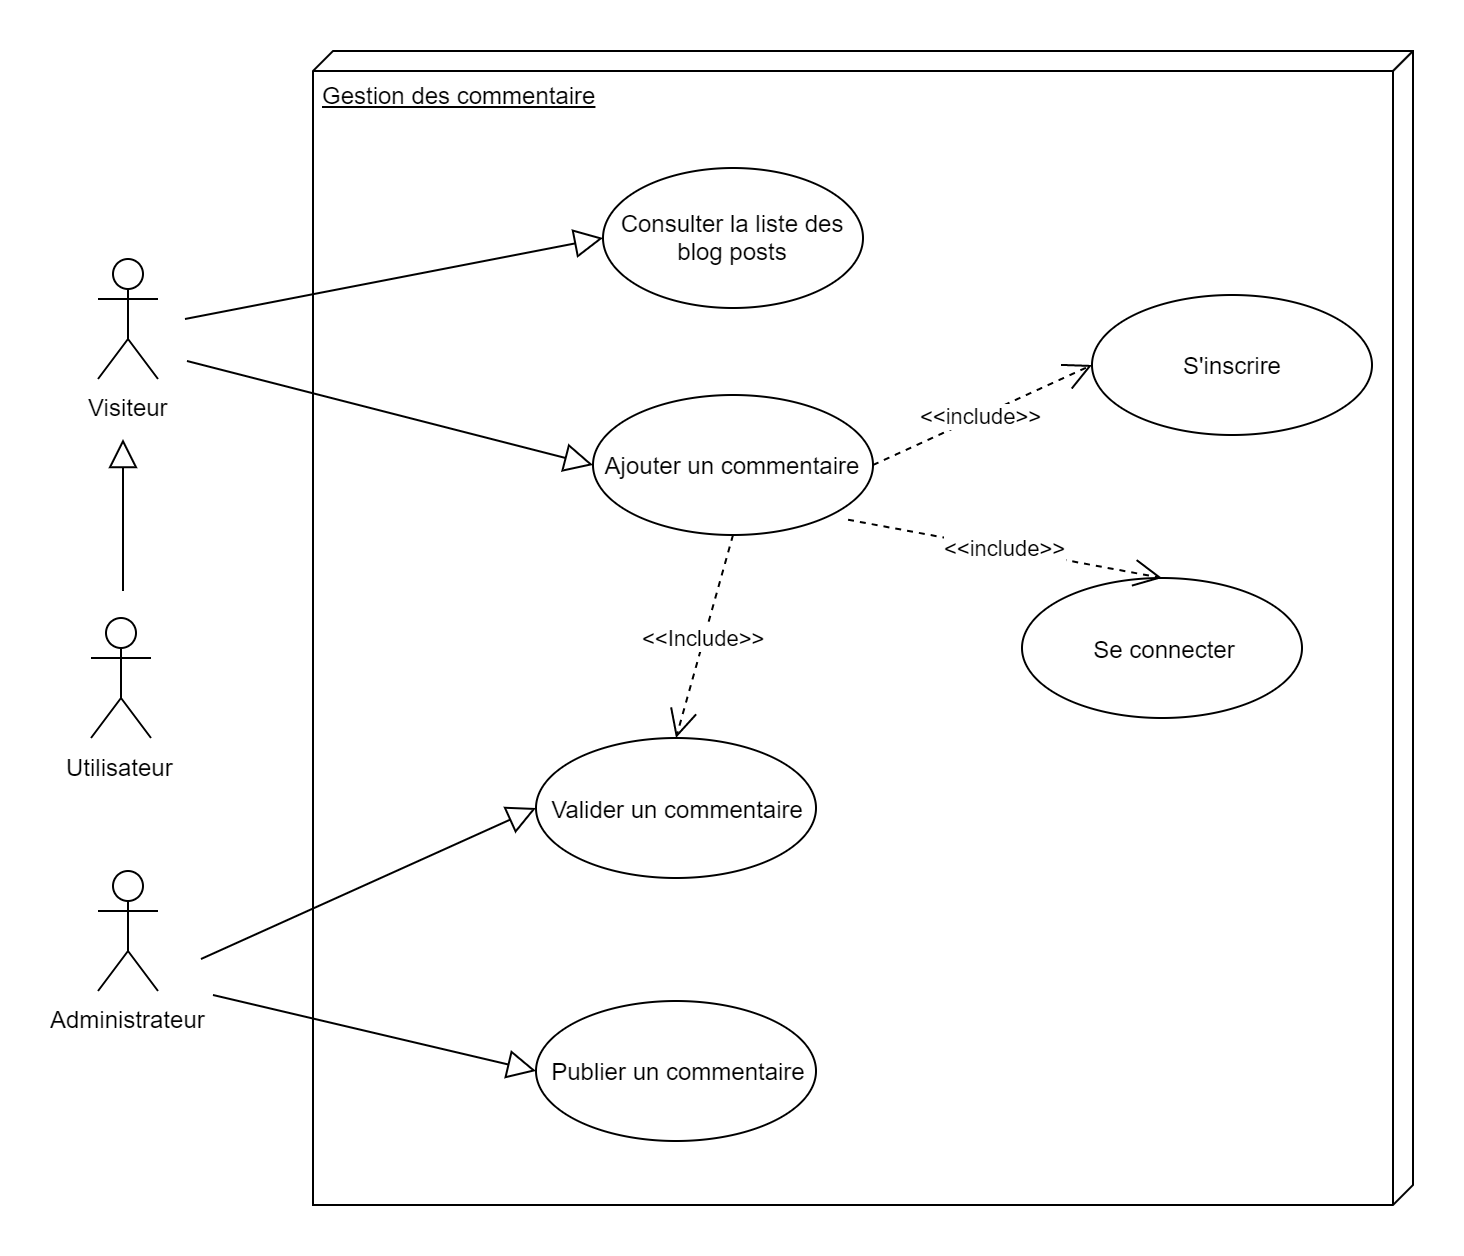 Gestion des commentaire
Consulter la liste des
blog posts
Visiteur
S'inscrire
<<include>>
Ajouter un commentaire
<<include>>
<<Include>>
Se connecter
Utilisateur
Valider un commentaire
Administrateur
Publier un commentaire